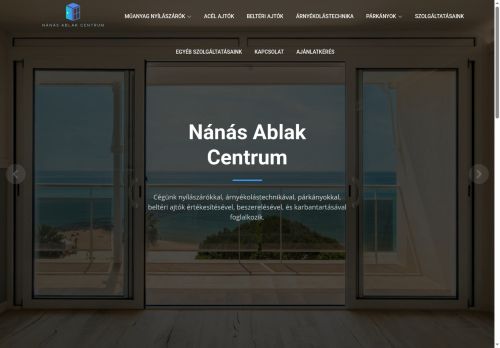 NÁNÁS ABLAK CENTRUM
MŰANYAG NYÍLÁSZÁRÓK
ACÉL AJTÓK
BELTÉRI AJTÓK
ÁRNYÉKOLÁSTECHNIKA
PÁRKÁNYOK
SZOLGÁLTATÁSAINK
EGYÉB SZOLGÁLTATÁSAINK
KAPCSOLAT
AJÁNLATKÉRÉS
Nánás Ablak
Centrum
Cégünk nyílászárókkal, árnyékolástechnikával, párkányokkal,
beltéri ajtók értékesítésével, beszerelésével, és karbantartásával
foglalkozik.